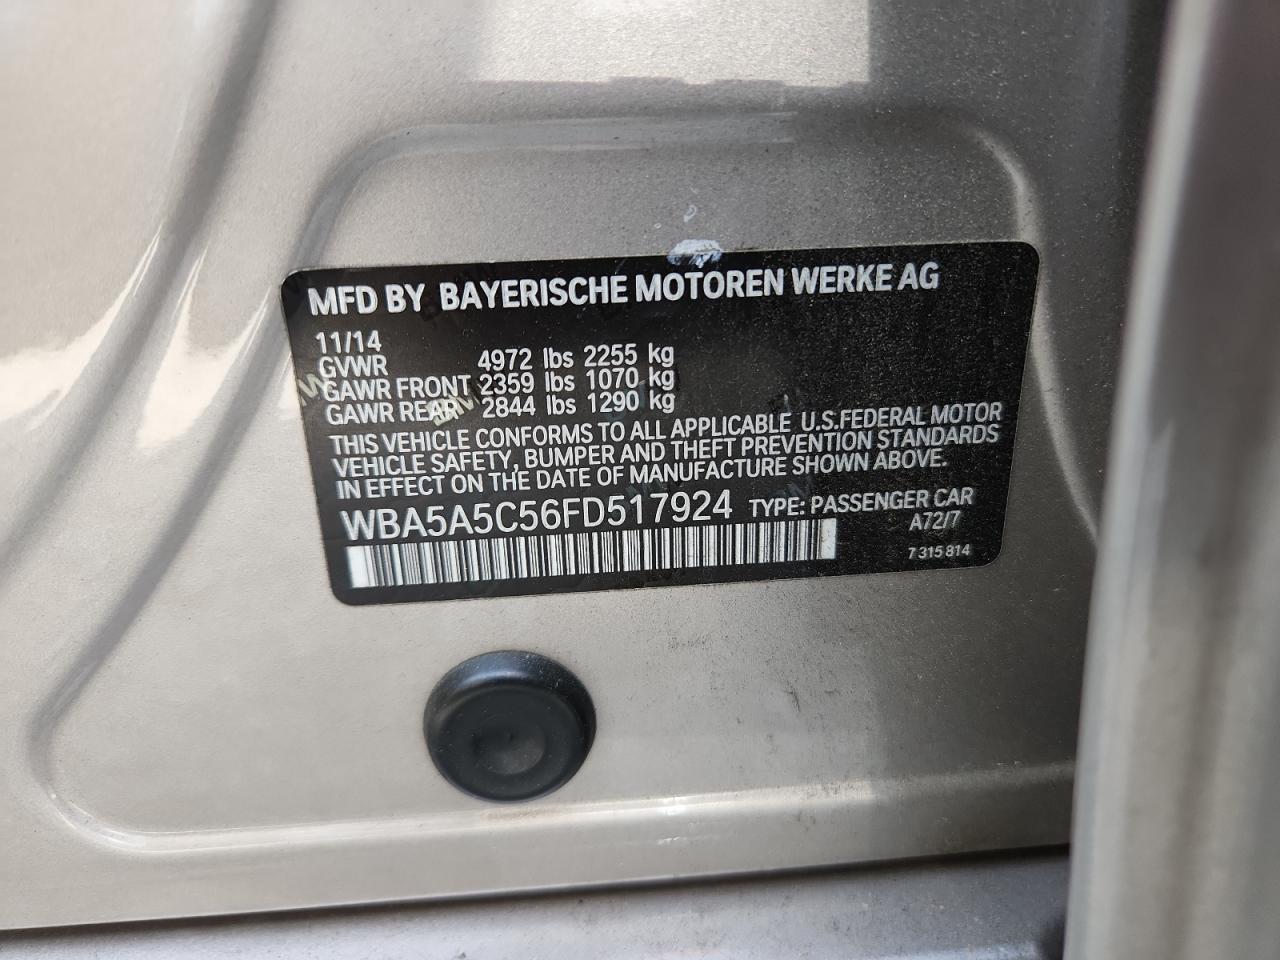 MFD BY BAYERISCHE MOTOREN WERKE AG
11/14
GVWR 4972 lbs 2255 kg
GAWR FRONT 2359 lbs 1070 kg
GAWR REAR 2844 lbs 1290 kg
THIS VEHICLE CONFORMS TO ALL APPLICABLE U.S.FEDERAL MOTOR
VEHICLE SAFETY, BUMPER AND THEFT PREVENTION STANDARDS
IN EFFECT ON THE DATE OF MANUFACTURE SHOWN ABOVE.
WBA5A5C56FD517924 TYPE: PASSENGER CAR
A72/7
7 315 814